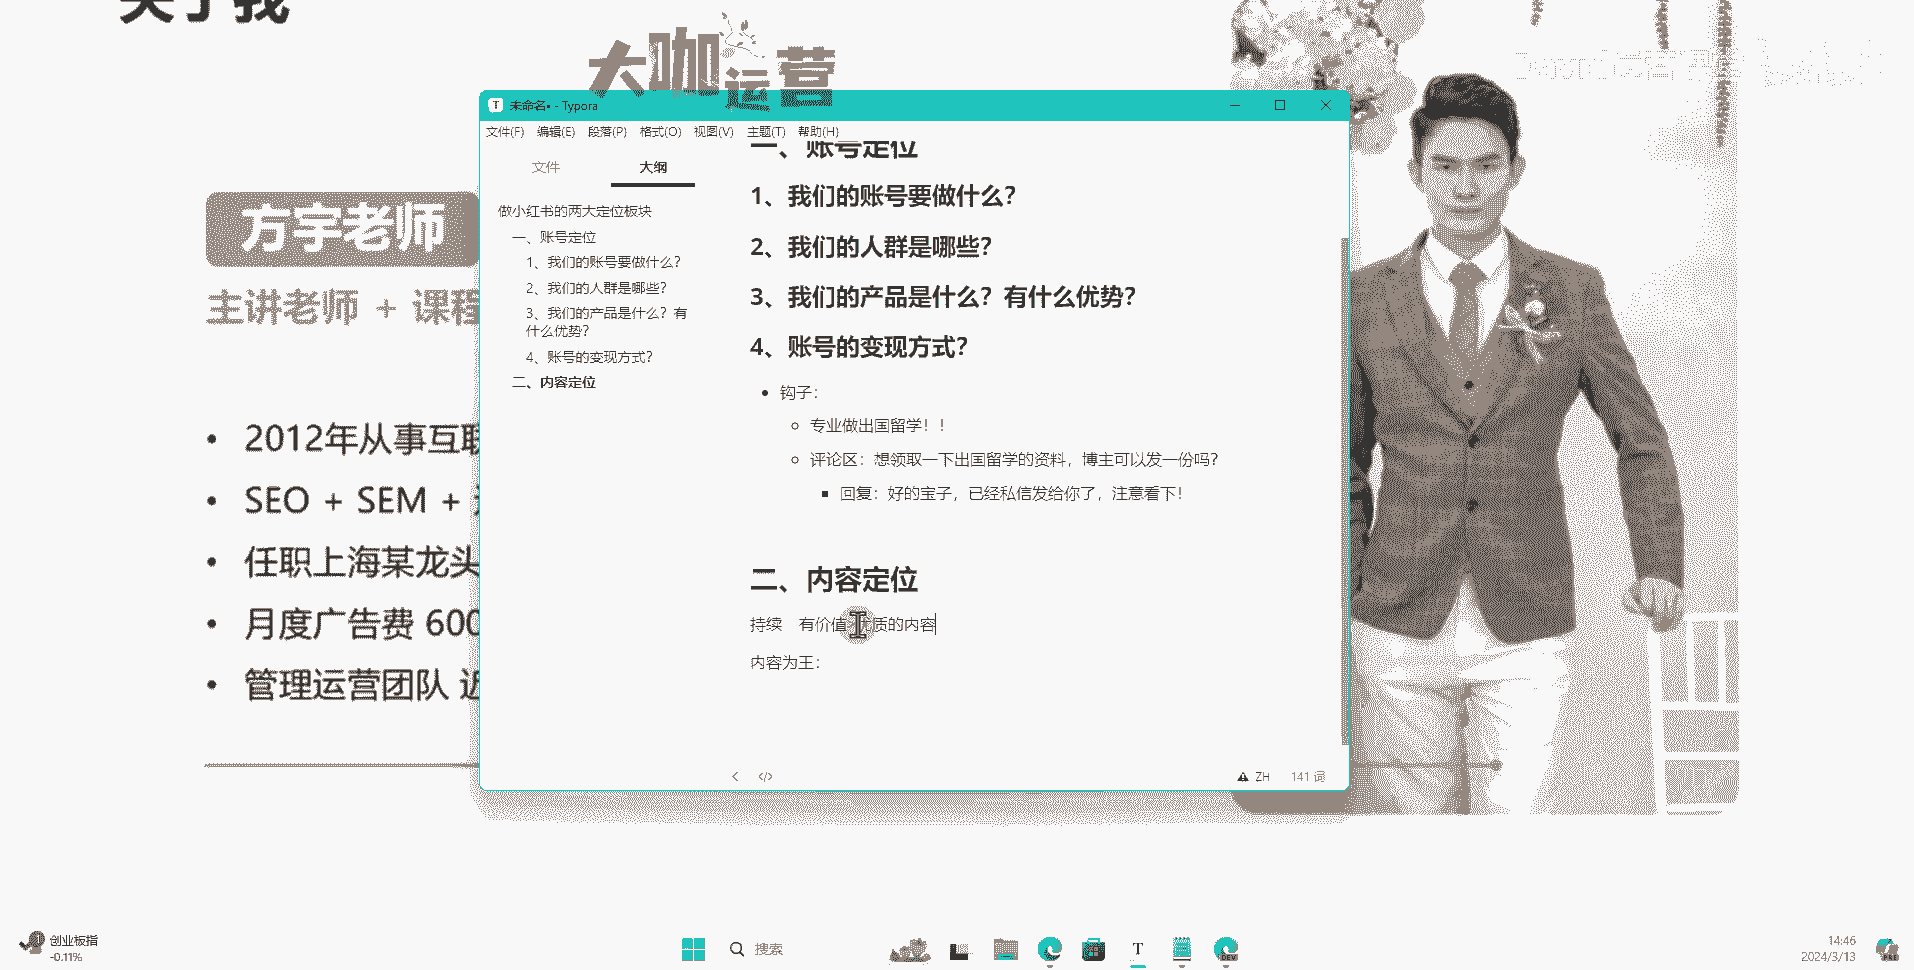 关于我
大咖运营
未命名• - Typora
文件(F) 编辑(E) 段落(P) 格式(O) 视图(V) 主题(T) 帮助(H)
文件 大纲
做小红书的两大定位板块
一、账号定位
1、我们的账号要做什么？
2、我们的人群是哪些？
3、我们的产品是什么？有
什么优势？
4、账号的变现方式？
二、内容定位
一、账号定位
1、我们的账号要做什么？
2、我们的人群是哪些？
3、我们的产品是什么？有什么优势？
4、账号的变现方式？
• 钩子：
专业做出国留学！！
评论区：想领取一下出国留学的资料，博主可以发一份吗？
回复：好的宝子，已经私信发给你了，注意看下！
二、内容定位
持续 有价值 优质的内容
内容为王：
ZH 141 词
方宇老师
主讲老师 + 课程
• 2012年从事互联
• SEO + SEM +
• 任职上海某龙头
• 月度广告费 600
• 管理运营团队 近
创业板指
-0.11%
搜索
14:46
2024/3/13